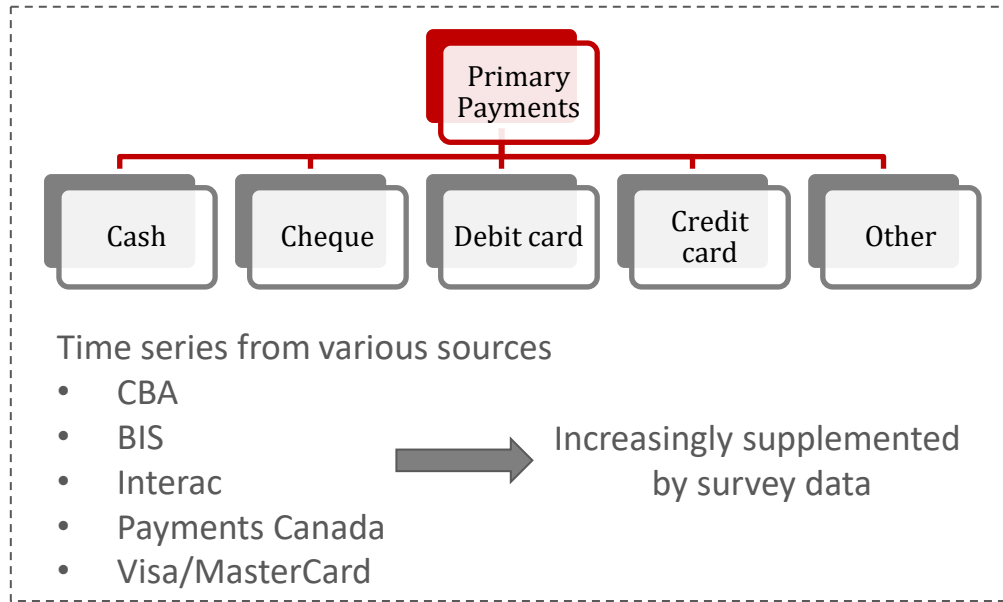 Primary
Payments
Cash
Cheque
Debit card
Credit
card
Other
Time series from various sources
• CBA
• BIS
• Interac
• Payments Canada
• Visa/MasterCard
Increasingly supplemented
by survey data